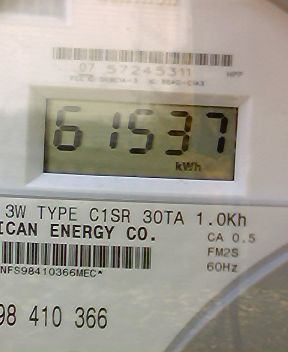 07 57245311
HPP
61537
kWh
3W TYPE C1SR 30TA 1.0Kh
ICAN ENERGY CO.
CA 0.5
FM2S
60Hz
NFS98410366MEC*
98 410 366